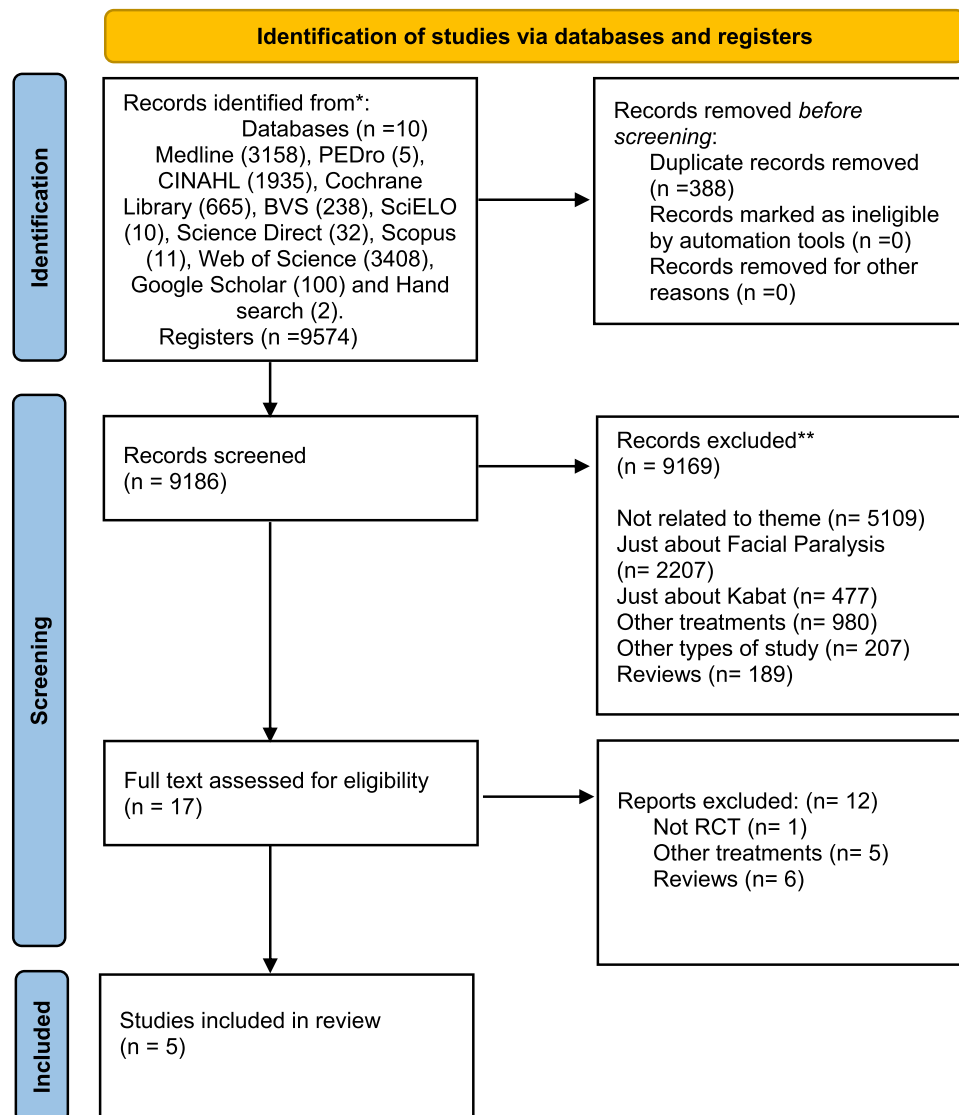 Identification of studies via databases and registers
Identification
Records identified from*:
Databases (n =10)
Medline (3158), PEDro (5),
CINAHL (1935), Cochrane
Library (665), BVS (238), SciELO
(10), Science Direct (32), Scopus
(11), Web of Science (3408),
Google Scholar (100) and Hand
search (2).
Registers (n =9574)
Records removed before
screening:
Duplicate records removed
(n =388)
Records marked as ineligible
by automation tools (n =0)
Records removed for other
reasons (n =0)
Screening
Records screened
(n = 9186)
Records excluded**
(n = 9169)
Not related to theme (n= 5109)
Just about Facial Paralysis
(n= 2207)
Just about Kabat (n= 477)
Other treatments (n= 980)
Other types of study (n= 207)
Reviews (n= 189)
Full text assessed for eligibility
(n = 17)
Reports excluded: (n= 12)
Not RCT (n= 1)
Other treatments (n= 5)
Reviews (n= 6)
Included
Studies included in review
(n = 5)